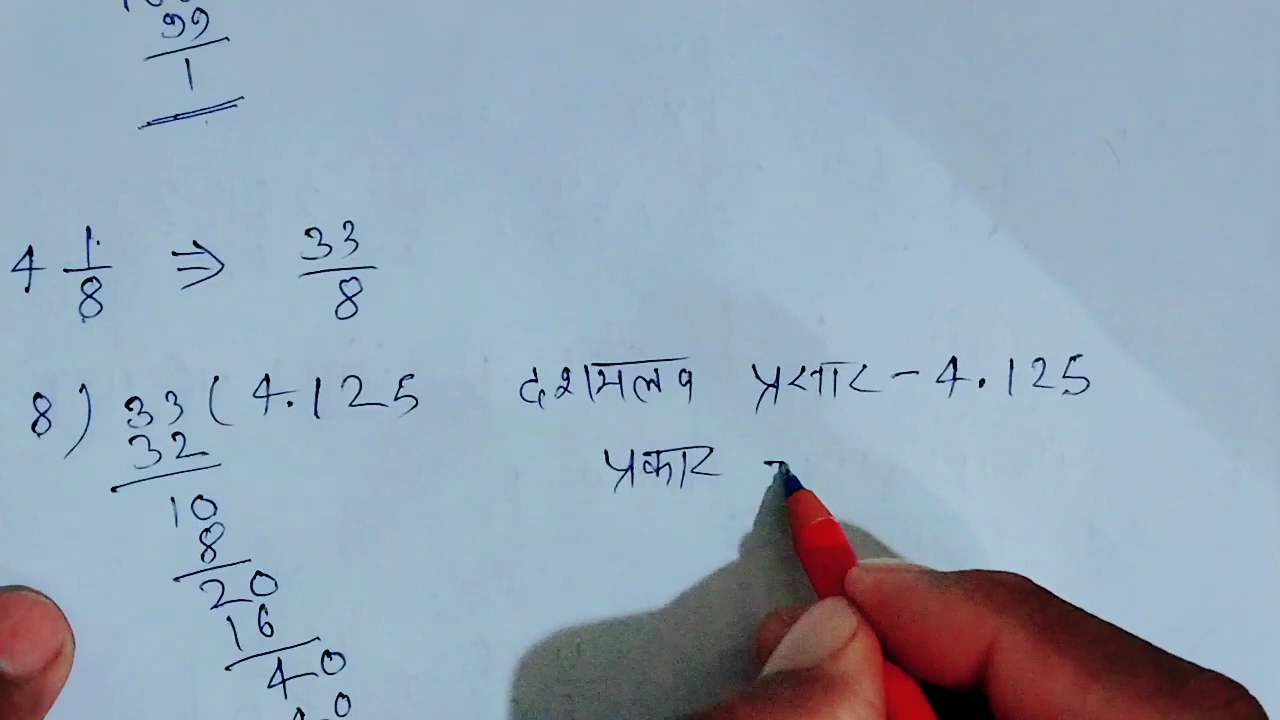 99
1
4 1/8 ⇒ 33/8
8) 33 ( 4.125
32
10
8
20
16
40
दशमलव प्रसार - 4.125
प्रकार -